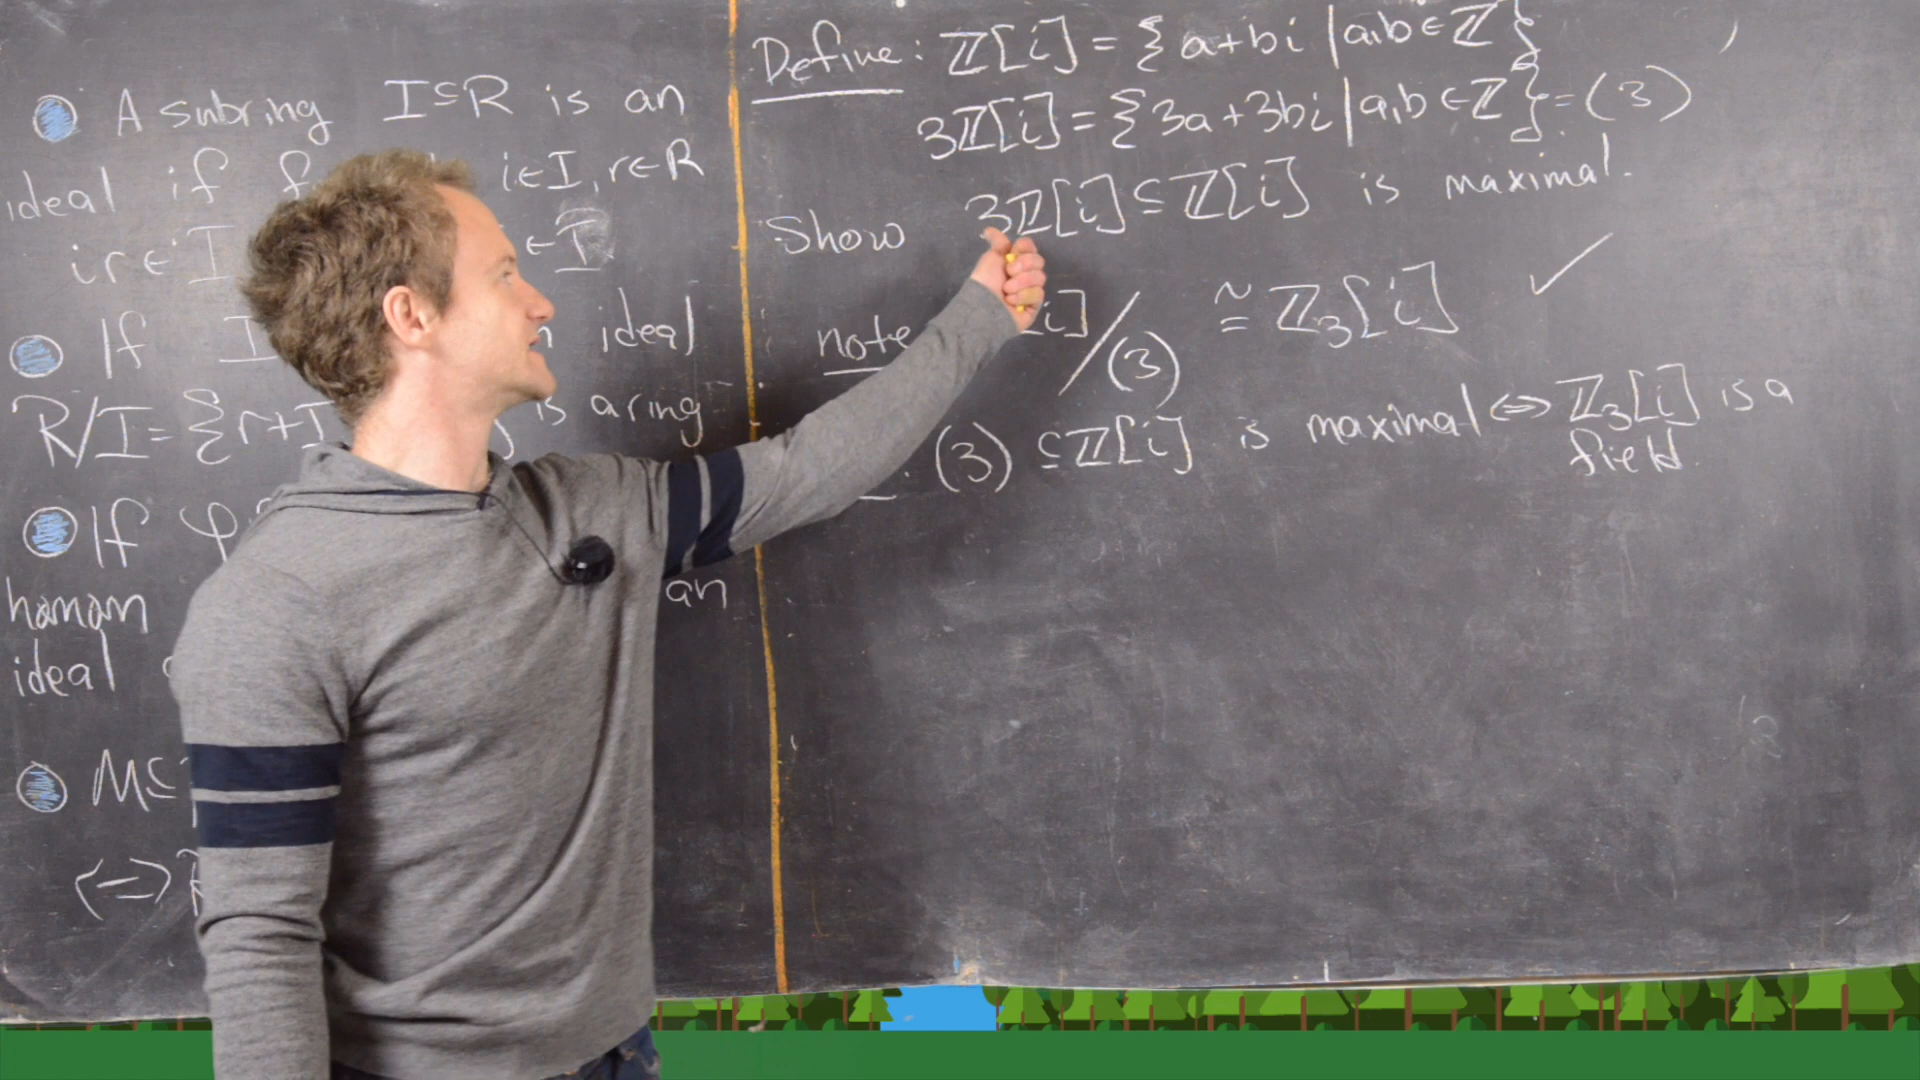 A subring I⊆R is an
ideal if i∈I, r∈R
ir∈I ∈I
If I ideal
R/I={r+I is a ring
If φ
homom an
ideal
M⊆
(=)
Define: ℤ[i] = {a+bi | a,b∈ℤ}
3ℤ[i] = {3a+3bi | a,b∈ℤ} = (3)
Show 3ℤ[i] ⊆ ℤ[i] is maximal.
note [i]/(3) ≅ ℤ₃[i] ✓
(3) ⊆ ℤ[i] is maximal ⇔ ℤ₃[i] is a
field.